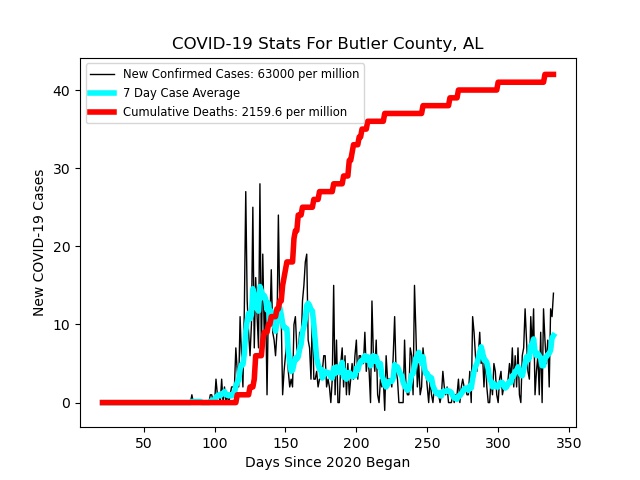 COVID-19 Stats For Butler County, AL
New Confirmed Cases: 63000 per million
7 Day Case Average
Cumulative Deaths: 2159.6 per million
New COVID-19 Cases
40
30
20
10
0
50 100 150 200 250 300 350
Days Since 2020 Began